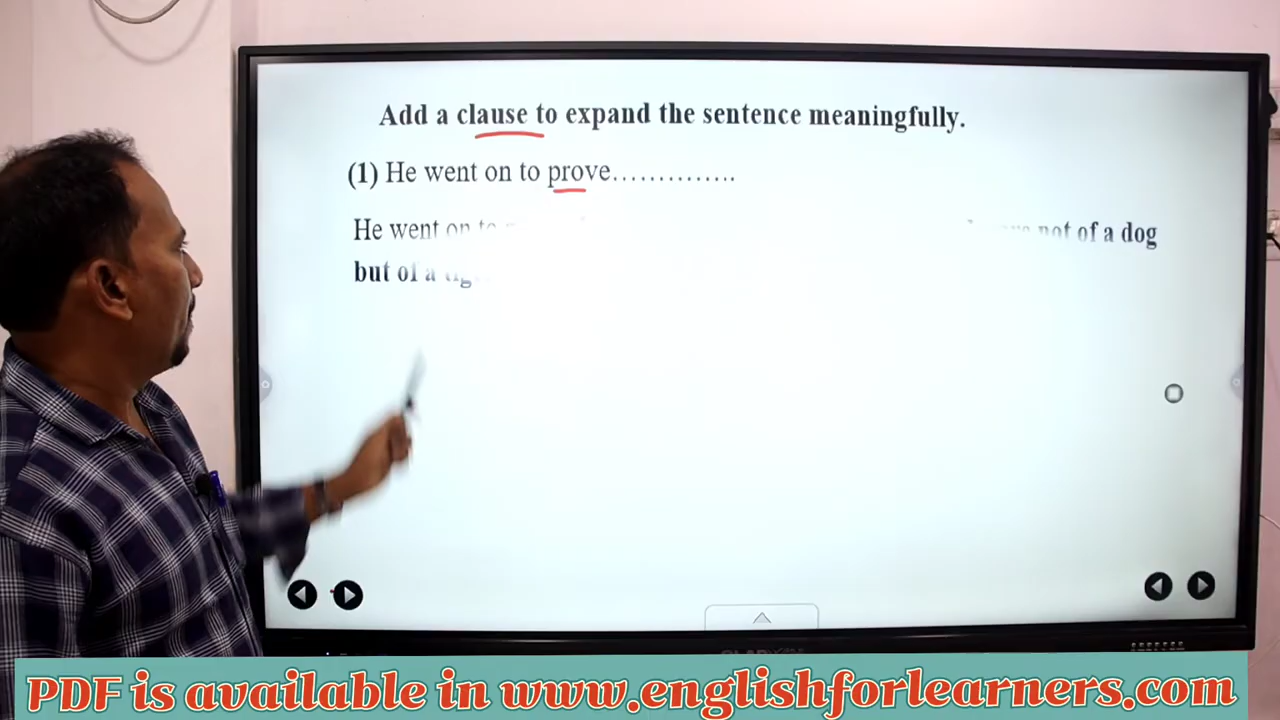 Add a clause to expand the sentence meaningfully.
(1) He went on to prove..............
He went on to not of a dog
but of a
PDF is available in www.englishforlearners.com